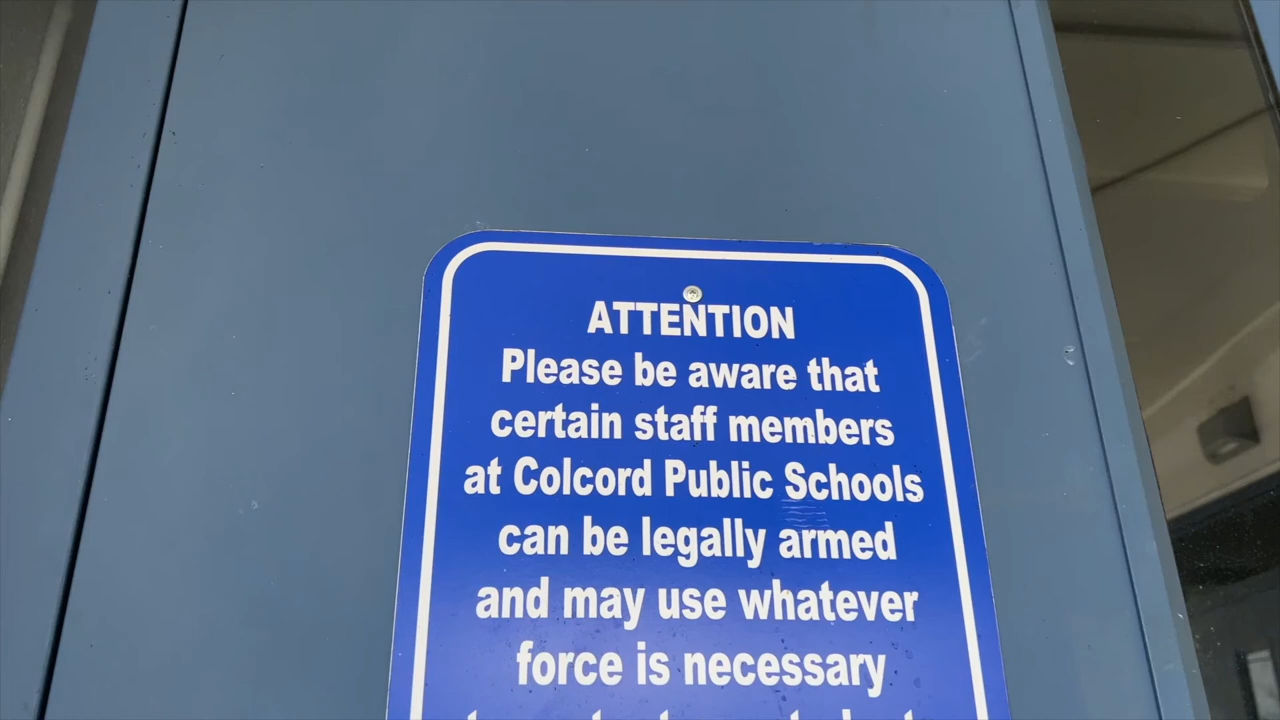 ATTENTION
Please be aware that
certain staff members
at Colcord Public Schools
can be legally armed
and may use whatever
force is necessary